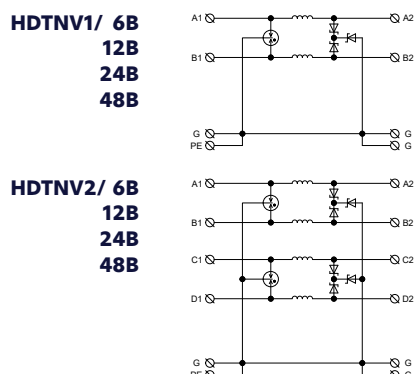 HDTNV1/ 6B
12B
24B
48B
A1 A2
B1 B2
G G
PE G
HDTNV2/ 6B
12B
24B
48B
A1 A2
B1 B2
C1 C2
D1 D2
G G
PE G